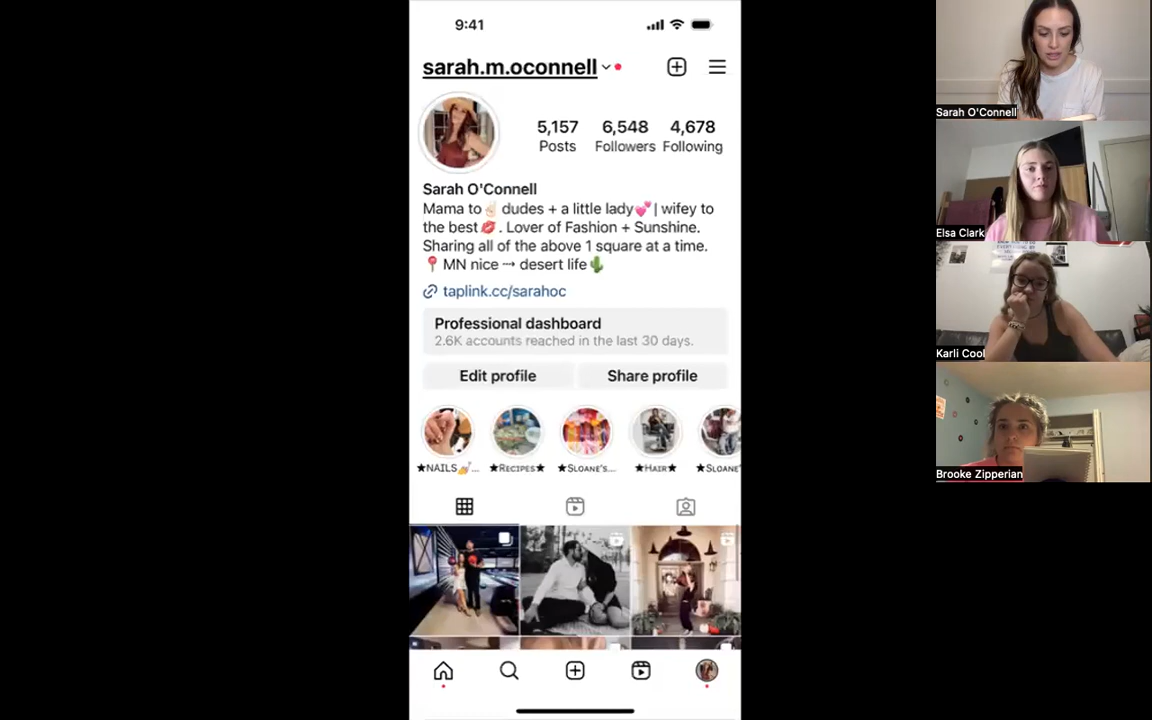 9:41
sarah.m.oconnell
5,157 6,548 4,678
Posts Followers Following
Sarah O'Connell
Mama to ✌🏻 dudes + a little lady💕 | wifey to
the best💋. Lover of Fashion + Sunshine.
Sharing all of the above 1 square at a time.
📍 MN nice ⤑ desert life🌵
taplink.cc/sarahoc
Professional dashboard
2.6K accounts reached in the last 30 days.
Edit profile Share profile
★NAILS💅... ★RECIPES★ ★SLOANE'S... ★HAIR★ ★SLOANE'
Sarah O'Connell
Elsa Clark
Karli Cool
Brooke Zipperian